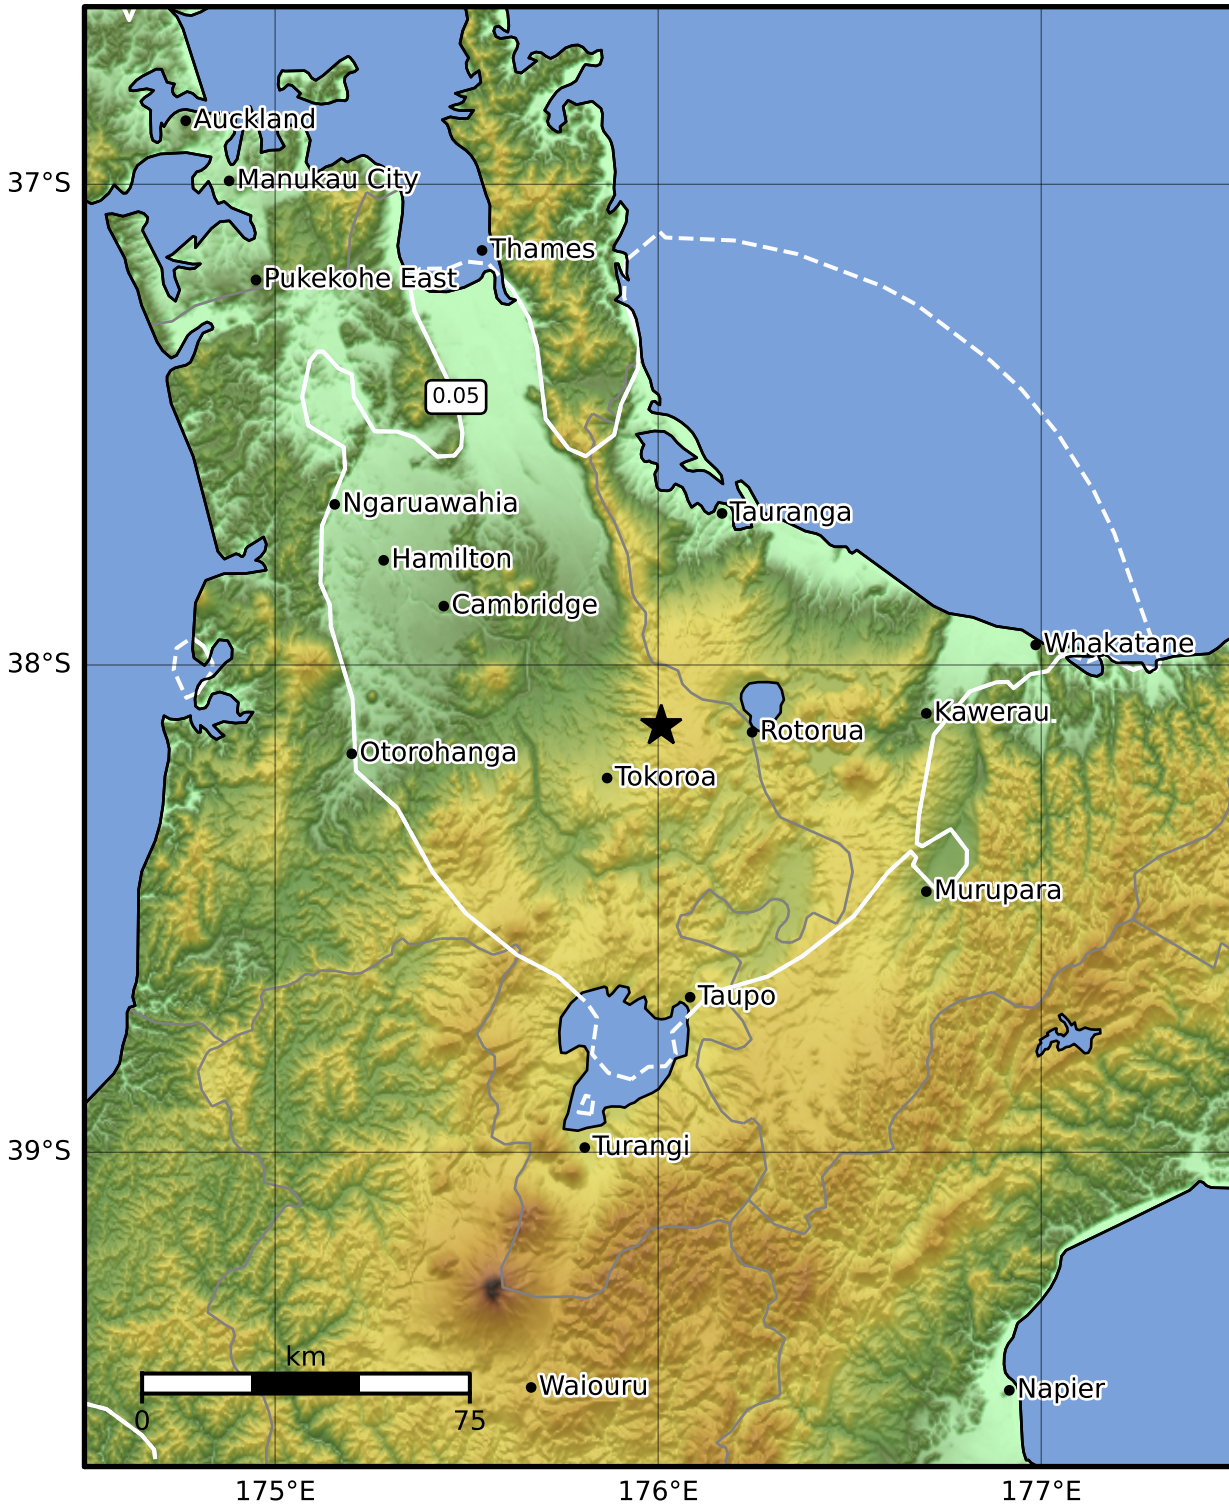 Auckland
37°S
Manukau City
Thames
Pukekohe East
0.05
Ngaruawahia
Tauranga
Hamilton
Cambridge
Whakatane
38°S
Kawerau
Rotorua
Otorohanga
Tokoroa
Murupara
Taupo
Turangi
39°S
km
Waiouru
Napier
0 75
175°E 176°E 177°E